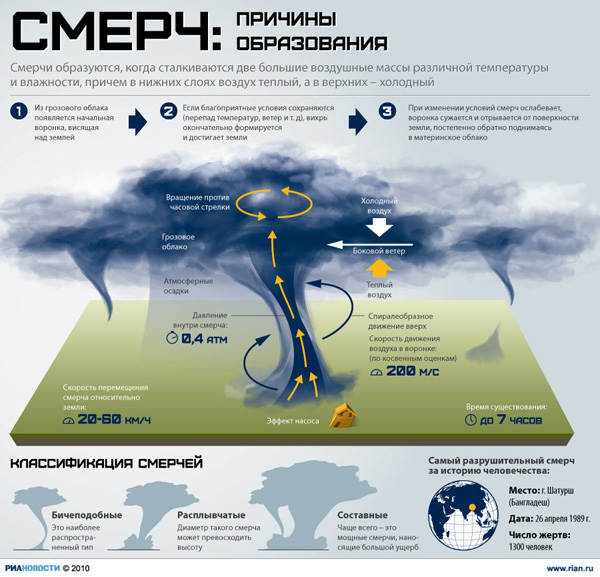 СМЕРЧ: ПРИЧИНЫ
ОБРАЗОВАНИЯ
Смерчи образуются, когда сталкиваются две большие воздушные массы различной температуры
и влажности, причем в нижних слоях воздух теплый, а в верхних – холодный
1
Из грозового облака
появляется начальная
воронка, висящая
над землей
2
Если благоприятные условия сохраняются
(перепад температур, ветер и т. д.), вихрь
окончательно формируется
и достигает земли
3
При изменении условий смерч ослабевает,
воронка сужается и отрывается от поверхности
земли, постепенно обратно поднимаясь
в материнское облако
Вращение против
часовой стрелки
Холодный
воздух
Грозовое
облако
Боковой ветер
Атмосферные
осадки
Теплый
воздух
Давление
внутри смерча:
0,4 АТМ
Спиралеобразное
движение вверх
Скорость движения
воздуха в воронке:
(по косвенным оценкам)
200 М/С
Скорость перемещения
смерча относительно
земли:
20-60 КМ/Ч
Эффект насоса
Время существования:
ДО 7 ЧАСОВ
КЛАССИФИКАЦИЯ СМЕРЧЕЙ
Бичеподобные
Это наиболее
распростра-
ненный тип
Расплывчатые
Диаметр такого смерча
может превосходить
высоту
Составные
Чаще всего – это
мощные смерчи, нано-
сящие большой ущерб
Самый разрушительный смерч
за историю человечества:
Место: г. Шатурш
(Бангладеш)
Дата: 26 апреля 1989 г.
Число жертв:
1300 человек
РИАНОВОСТИ © 2010
www.rian.ru